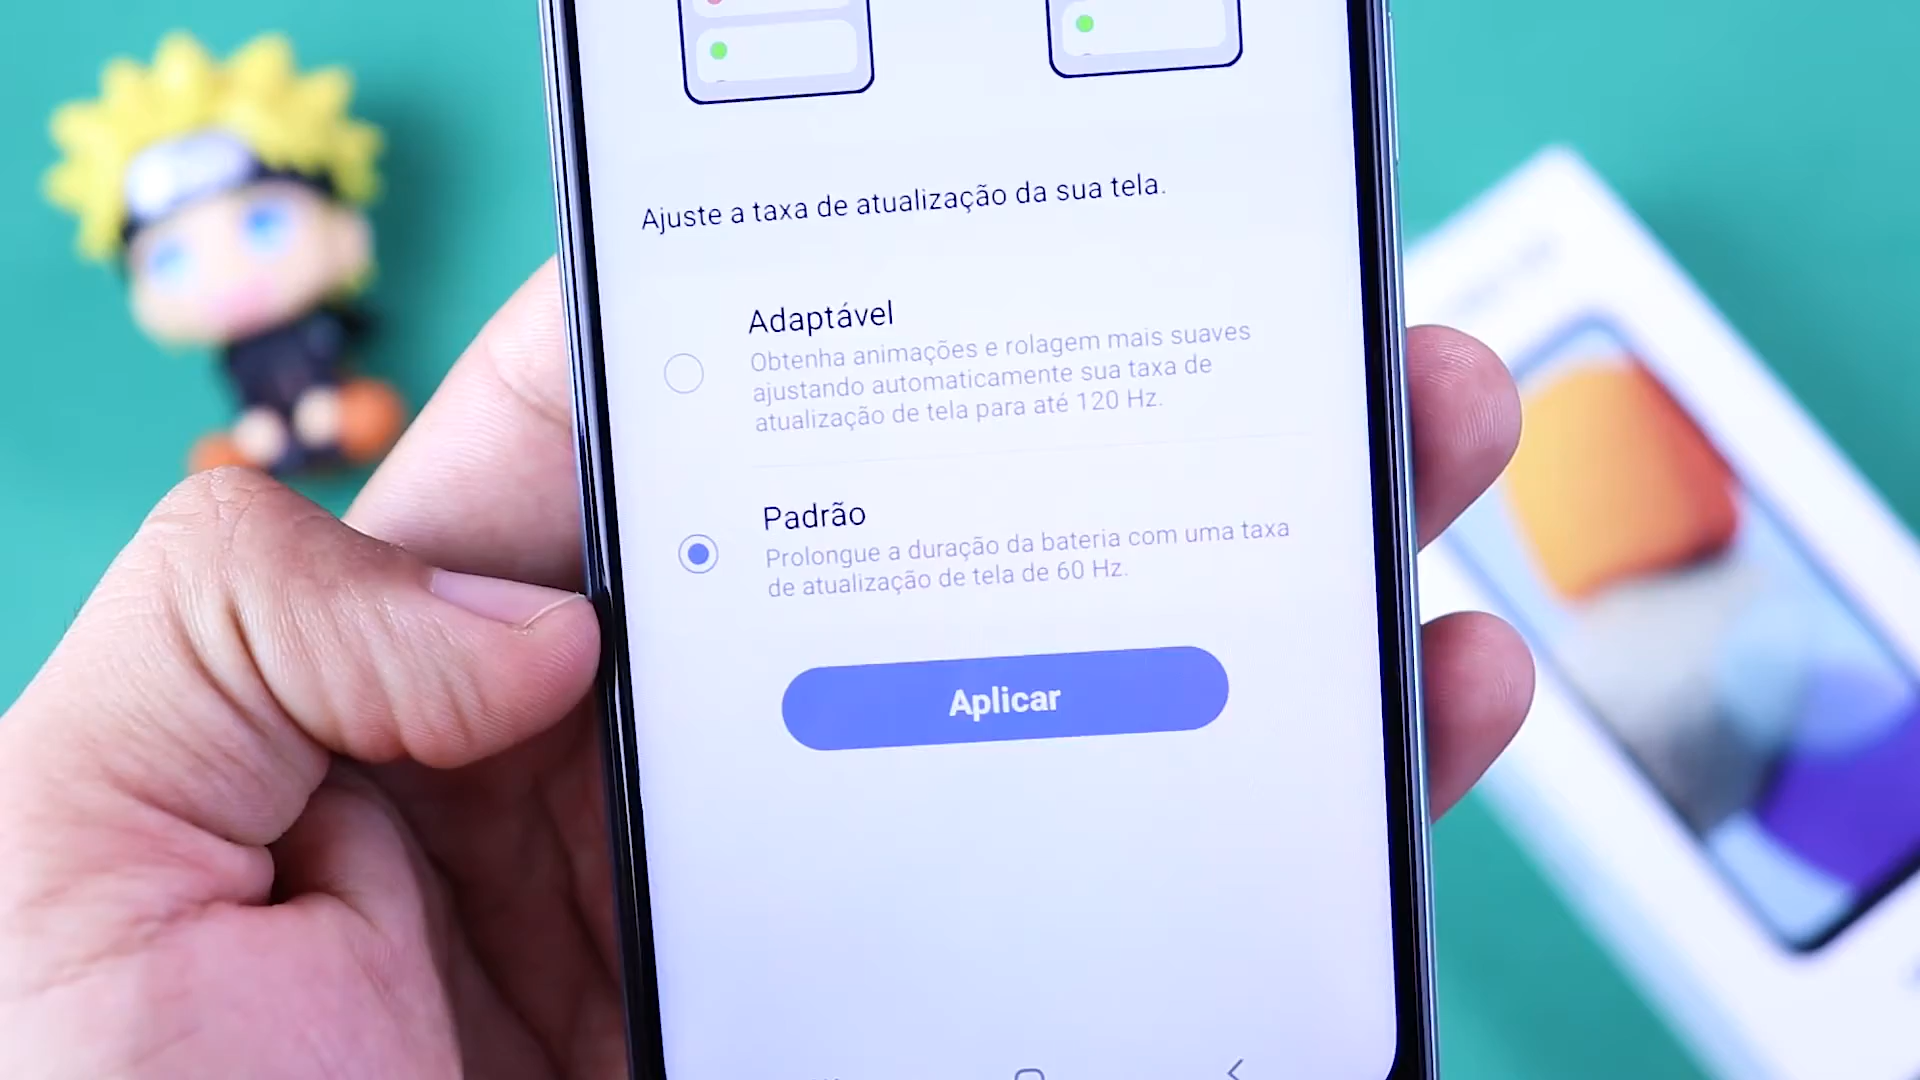 Ajuste a taxa de atualização da sua tela.
Adaptável
Obtenha animações e rolagem mais suaves
ajustando automaticamente sua taxa de
atualização de tela para até 120 Hz.
Padrão
Prolongue a duração da bateria com uma taxa
de atualização de tela de 60 Hz.
Aplicar